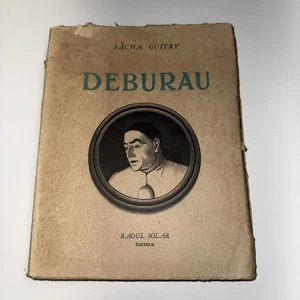 SACHA GUITRY
DEBURAU
RAOUL SOLAR
ÉDITEUR